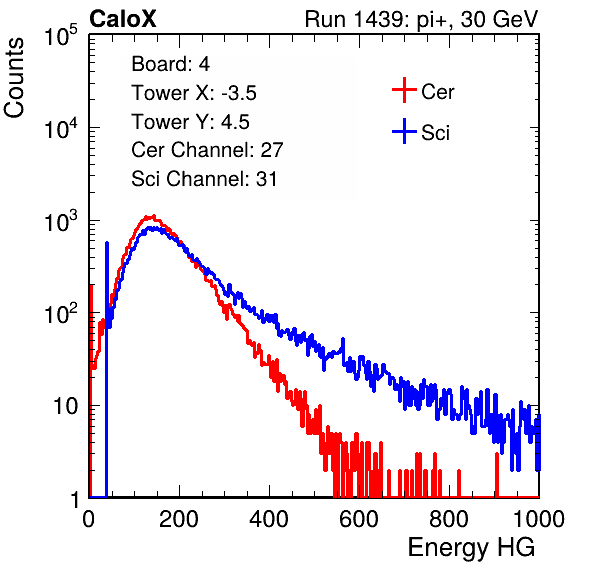 CaloX Run 1439: pi+, 30 GeV
Counts
Board: 4
Tower X: -3.5
Tower Y: 4.5
Cer Channel: 27
Sci Channel: 31
Cer
Sci
10^5
10^4
10^3
10^2
10
1
0 200 400 600 800 1000
Energy HG